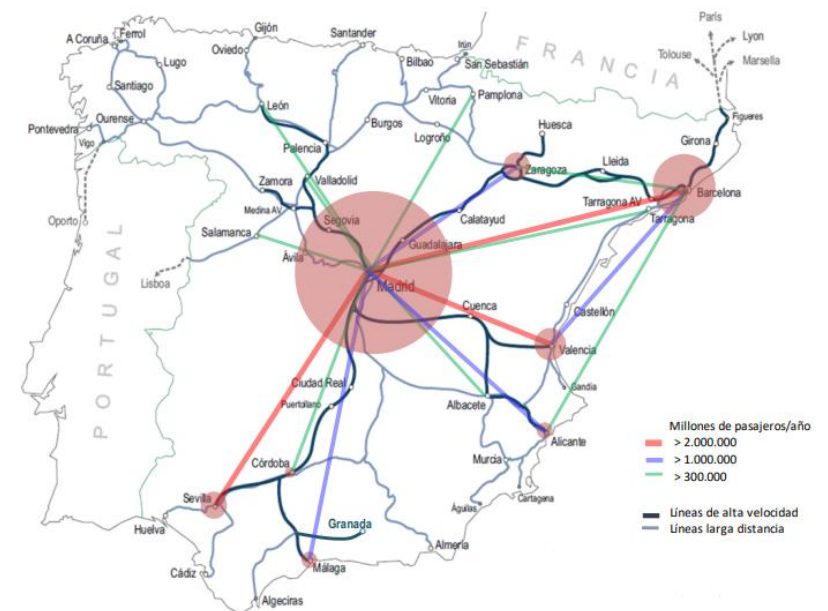 París
Lyon
Tolouse
Marsella
FRANCIA
Gijón
Santander
Ferrol
A Coruña
Oviedo
Bilbao
Irún
San Sebastián
Lugo
Santiago
León
Vitoria
Pamplona
Figueres
Pontevedra
Ourense
Burgos
Logroño
Huesca
Girona
Vigo
Palencia
Zaragoza
Lleida
Zamora
Valladolid
Barcelona
Tarragona AV
Oporto
Medina AV
Segovia
Calatayud
Tarragona
Salamanca
Guadalajara
Ávila
Lisboa
Madrid
PORTUGAL
Cuenca
Castellón
Valencia
Ciudad Real
Gandia
Puertollano
Albacete
Alicante
Córdoba
Murcia
Sevilla
Cartagena
Águilas
Huelva
Granada
Almería
Cádiz
Málaga
Algeciras
Millones de pasajeros/año
> 2.000.000
> 1.000.000
> 300.000
Líneas de alta velocidad
Líneas larga distancia